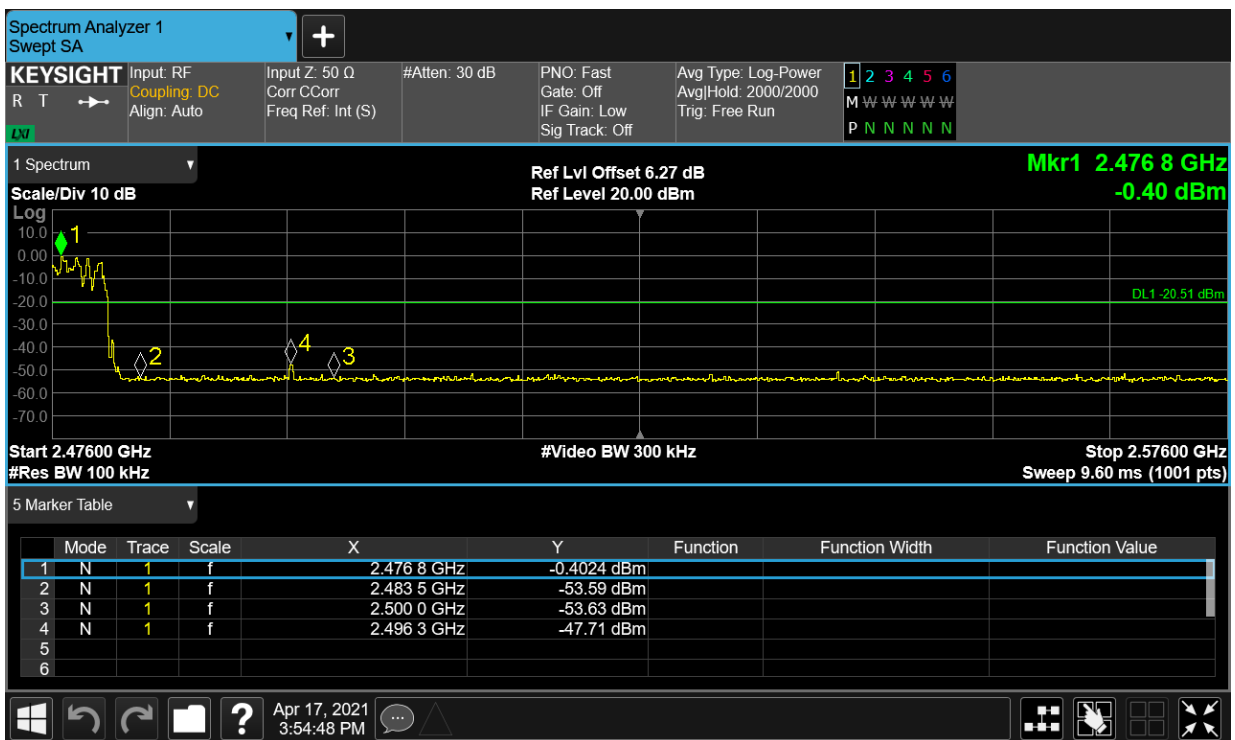 Spectrum Analyzer 1
Swept SA
KEYSIGHT
R T
LXI
Input: RF
Coupling: DC
Align: Auto
Input Z: 50 Ω
Corr CCorr
Freq Ref: Int (S)
#Atten: 30 dB
PNO: Fast
Gate: Off
IF Gain: Low
Sig Track: Off
Avg Type: Log-Power
Avg|Hold: 2000/2000
Trig: Free Run
1 2 3 4 5 6
M W W W W W
P N N N N N
1 Spectrum
Scale/Div 10 dB
Ref Lvl Offset 6.27 dB
Ref Level 20.00 dBm
Mkr1 2.476 8 GHz
-0.40 dBm
Log
10.0
0.00
-10.0
-20.0
-30.0
-40.0
-50.0
-60.0
-70.0
1
2
4
3
DL1 -20.51 dBm
Start 2.47600 GHz
#Video BW 300 kHz
Stop 2.57600 GHz
#Res BW 100 kHz
Sweep 9.60 ms (1001 pts)
5 Marker Table
Mode Trace Scale X Y Function Function Width Function Value
1 N 1 f 2.476 8 GHz -0.4024 dBm
2 N 1 f 2.483 5 GHz -53.59 dBm
3 N 1 f 2.500 0 GHz -53.63 dBm
4 N 1 f 2.496 3 GHz -47.71 dBm
5
6
?
Apr 17, 2021
3:54:48 PM